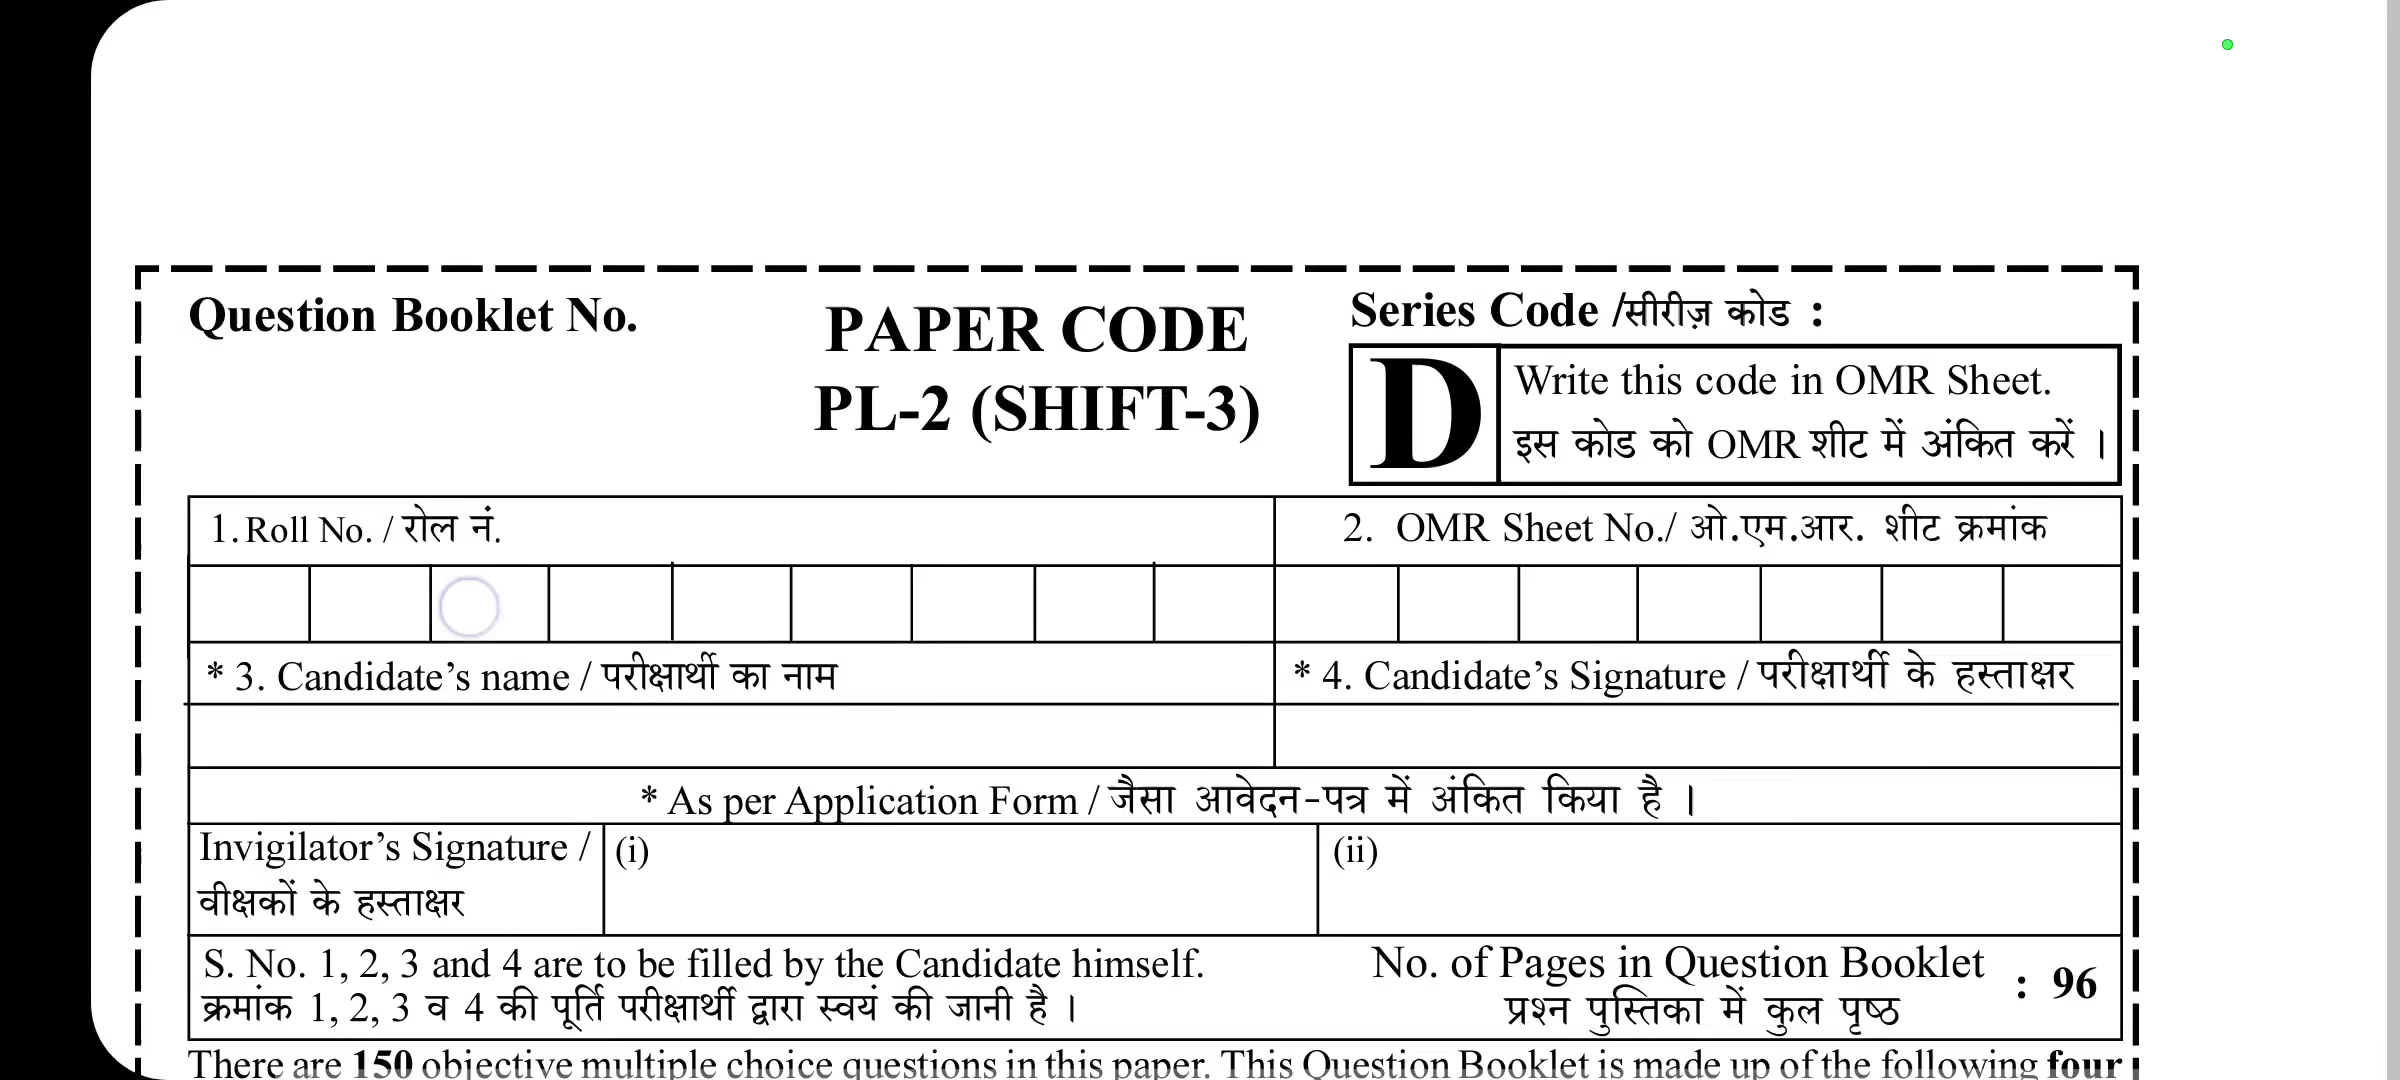 Question Booklet No.
PAPER CODE
PL-2 (SHIFT-3)
Series Code /सीरीज़ कोड :
D
Write this code in OMR Sheet.
इस कोड को OMR शीट में अंकित करें ।
1. Roll No. / रोल नं.
2. OMR Sheet No./ ओ.एम.आर. शीट क्रमांक
* 3. Candidate’s name / परीक्षार्थी का नाम
* 4. Candidate’s Signature / परीक्षार्थी के हस्ताक्षर
* As per Application Form / जैसा आवेदन-पत्र में अंकित किया है ।
Invigilator’s Signature /
वीक्षकों के हस्ताक्षर
(i)
(ii)
S. No. 1, 2, 3 and 4 are to be filled by the Candidate himself.
क्रमांक 1, 2, 3 व 4 की पूर्ति परीक्षार्थी द्वारा स्वयं की जानी है ।
No. of Pages in Question Booklet
प्रश्न पुस्तिका में कुल पृष्ठ
: 96
There are 150 objective multiple choice questions in this paper. This Question Booklet is made up of the following four